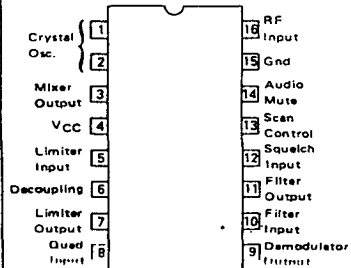 Crystal
Osc.
1
2
Mixer
Output
3
VCC
4
Limiter
Input
5
Decoupling
6
Limiter
Output
7
Quad
Input
8
16
RF
Input
15
Gnd
14
Audio
Mute
13
Scan
Control
12
Squelch
Input
11
Filter
Output
10
Filter
Input
9
Demodulator
Output